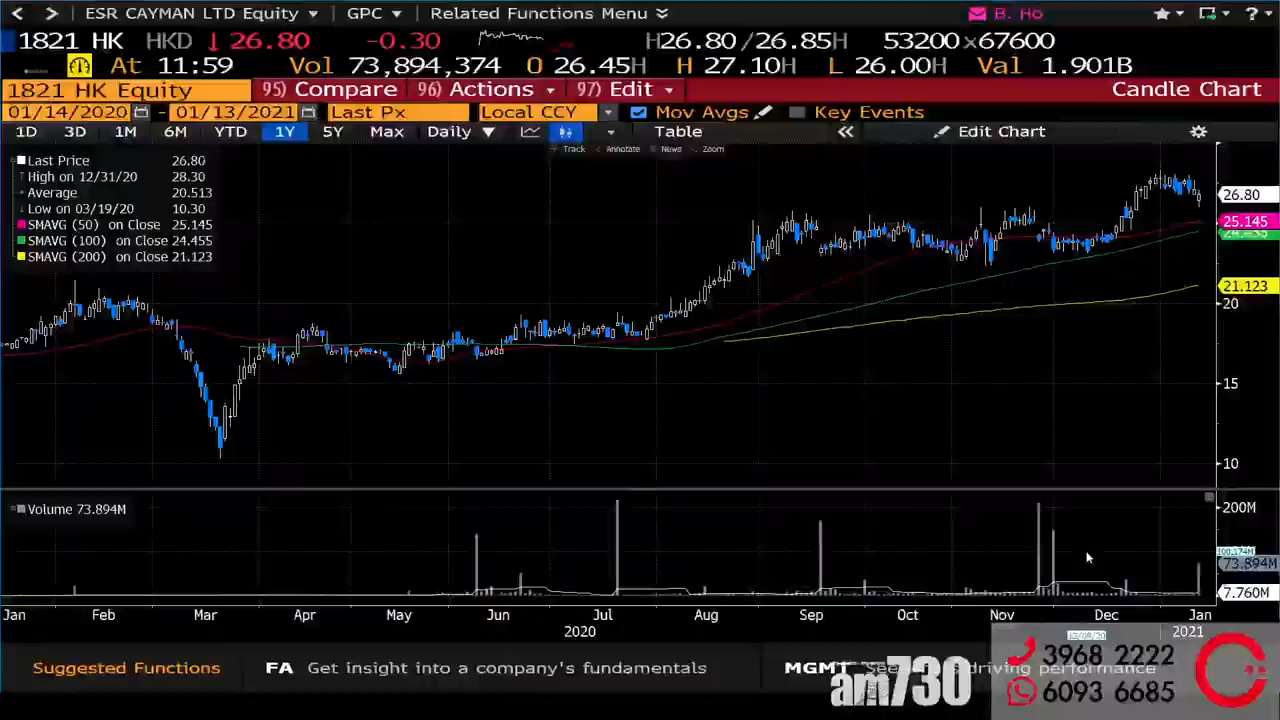 ESR CAYMAN LTD Equity GPC Related Functions Menu B. Ho
1821 HK HKD 26.80 -0.30 H26.80/26.85H 53200×67600
At 11:59 Vol 73,894,374 O 26.45H H 27.10H L 26.00H Val 1.901B
1821 HK Equity 95) Compare 96) Actions 97) Edit Candle Chart
01/14/2020 - 01/13/2021 Last Px Local CCY Mov Avgs Key Events
1D 3D 1M 6M YTD 1Y 5Y Max Daily Table Edit Chart
Track Annotate News Zoom
Last Price 26.80
High on 12/31/20 28.30
Average 20.513
Low on 03/19/20 10.30
SMAVG (50) on Close 25.145
SMAVG (100) on Close 24.455
SMAVG (200) on Close 21.123
26.80
25.145
24.455
21.123
20
15
10
Volume 73.894M
200M
100.174M
73.894M
7.760M
Jan Feb Mar Apr May Jun Jul Aug Sep Oct Nov Dec Jan
2020 2021
Suggested Functions FA Get insight into a company's fundamentals MGMT driving performance
am730
3968 2222
6093 6685